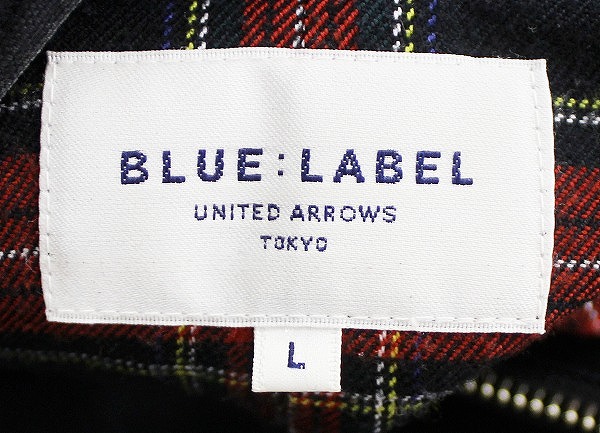 BLUE:LABEL
UNITED ARROWS
TOKYO
L